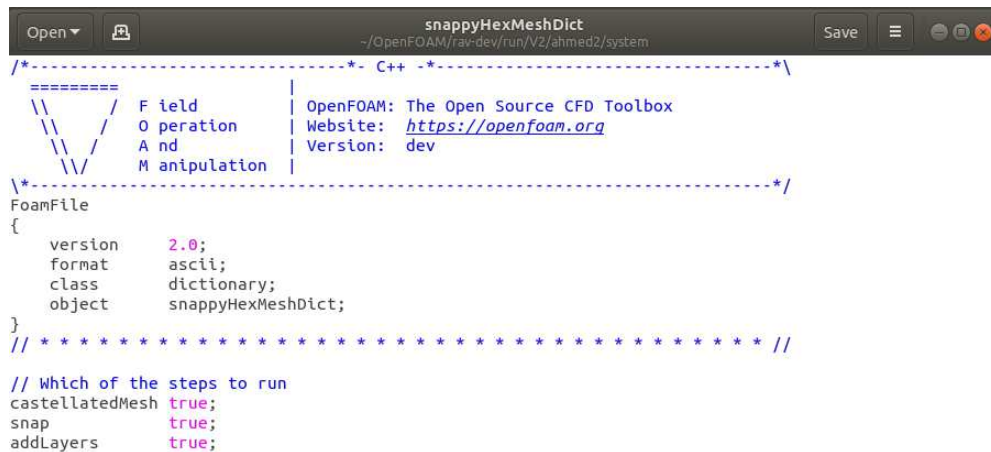 Open
snappyHexMeshDict
~/OpenFOAM/rav-dev/run/V2/ahmed2/system
Save
/*--------------------------------*- C++ -*----------------------------------*\
  =========                 |
  \\      /  F ield         | OpenFOAM: The Open Source CFD Toolbox
   \\    /   O peration     | Website:  https://openfoam.org
    \\  /    A nd           | Version:  dev
     \\/     M anipulation  |
\*---------------------------------------------------------------------------*/
FoamFile
{
    version     2.0;
    format      ascii;
    class       dictionary;
    object      snappyHexMeshDict;
}
// * * * * * * * * * * * * * * * * * * * * * * * * * * * * * * * * * * * * * //
// Which of the steps to run
castellatedMesh true;
snap            true;
addLayers       true;